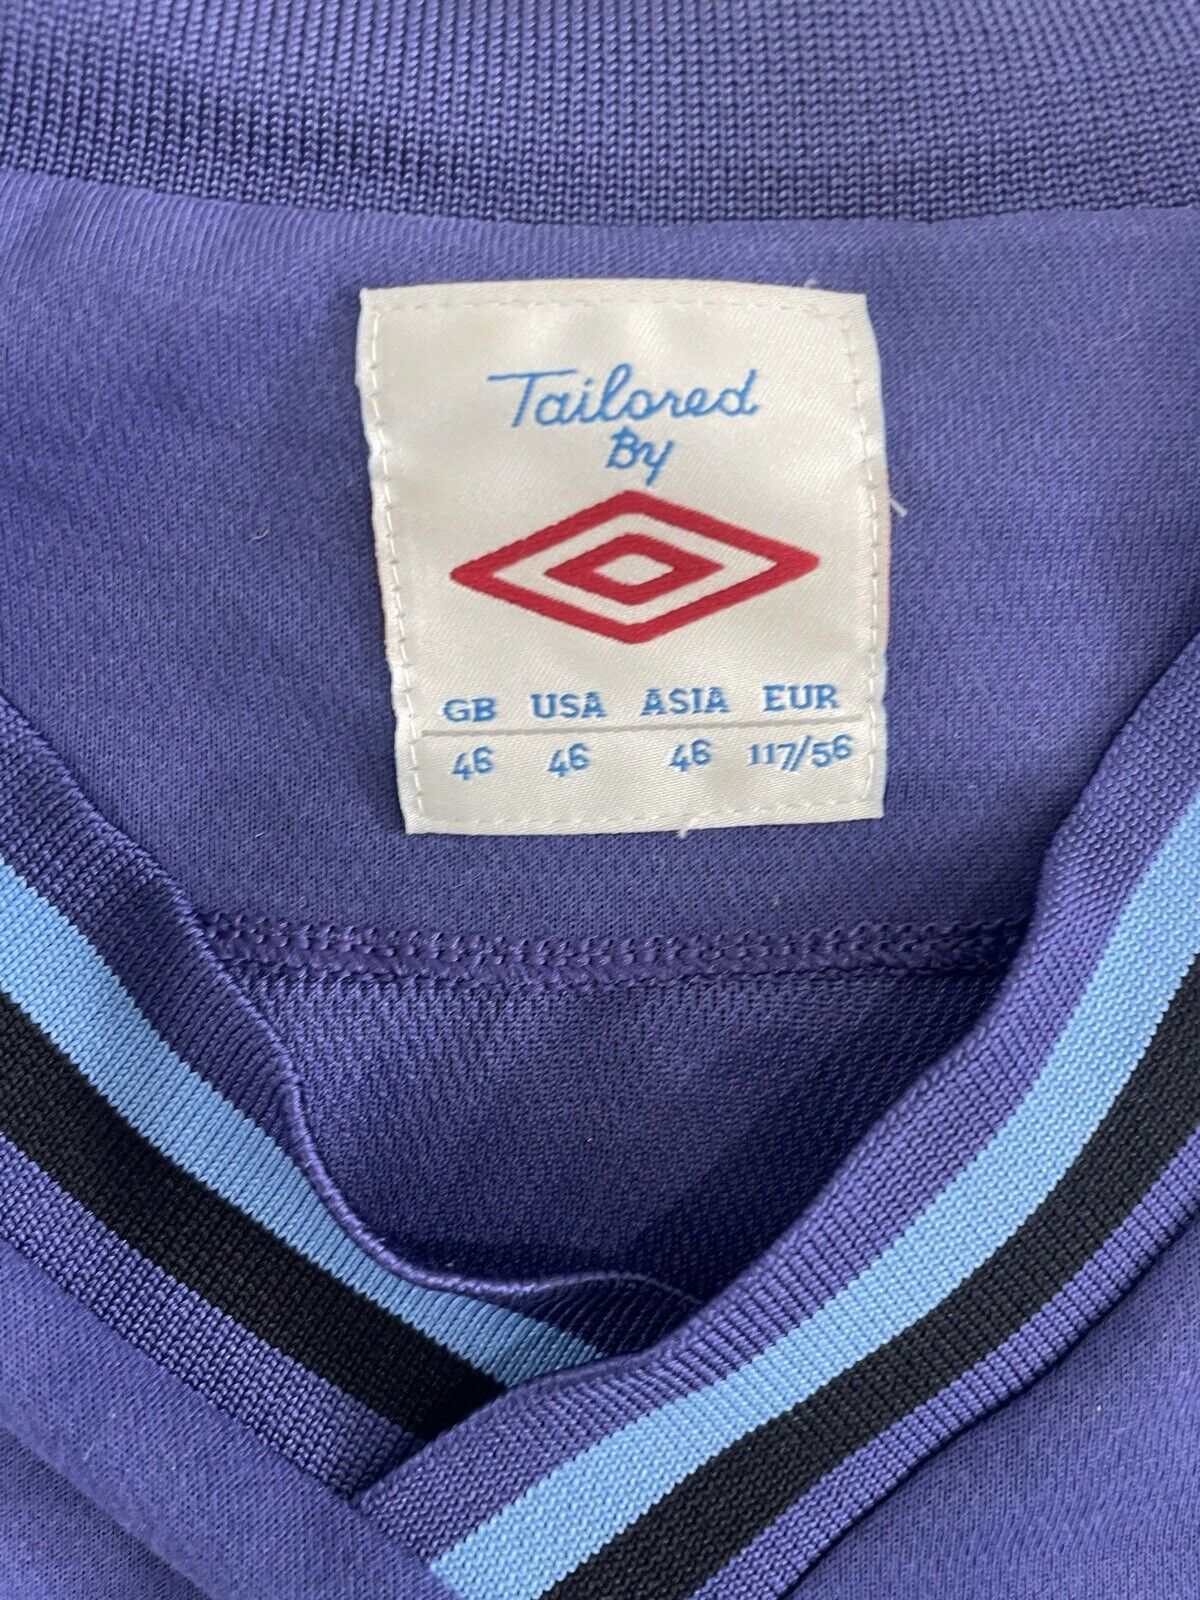 Tailored
By
GB USA ASIA EUR
46 46 46 117/56